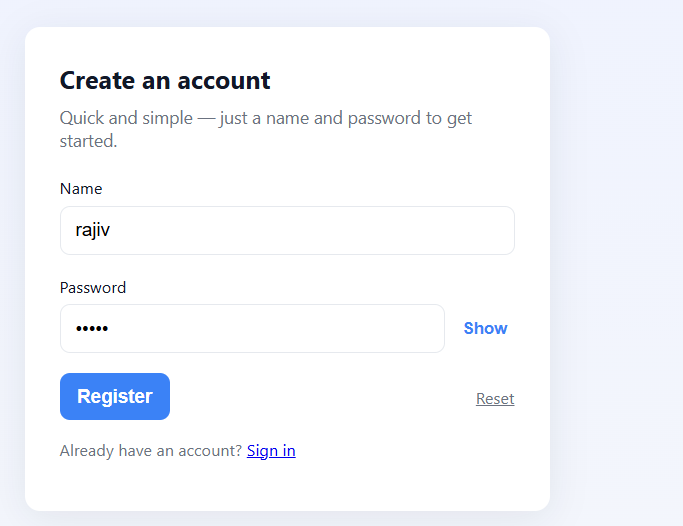 Create an account
Quick and simple — just a name and password to get
started.
Name
rajiv
Password
•••••
Show
Register
Reset
Already have an account? Sign in